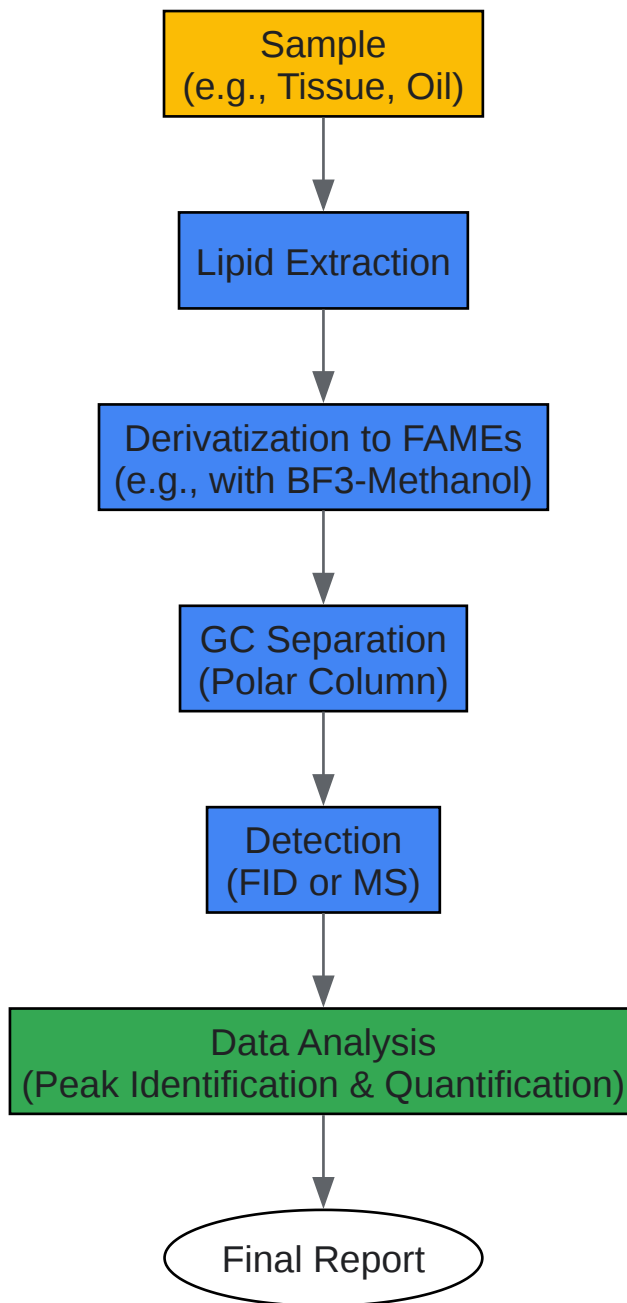 Sample
(e.g., Tissue, Oil)
Lipid Extraction
Derivatization to FAMEs
(e.g., with BF3-Methanol)
GC Separation
(Polar Column)
Detection
(FID or MS)
Data Analysis
(Peak Identification & Quantification)
Final Report